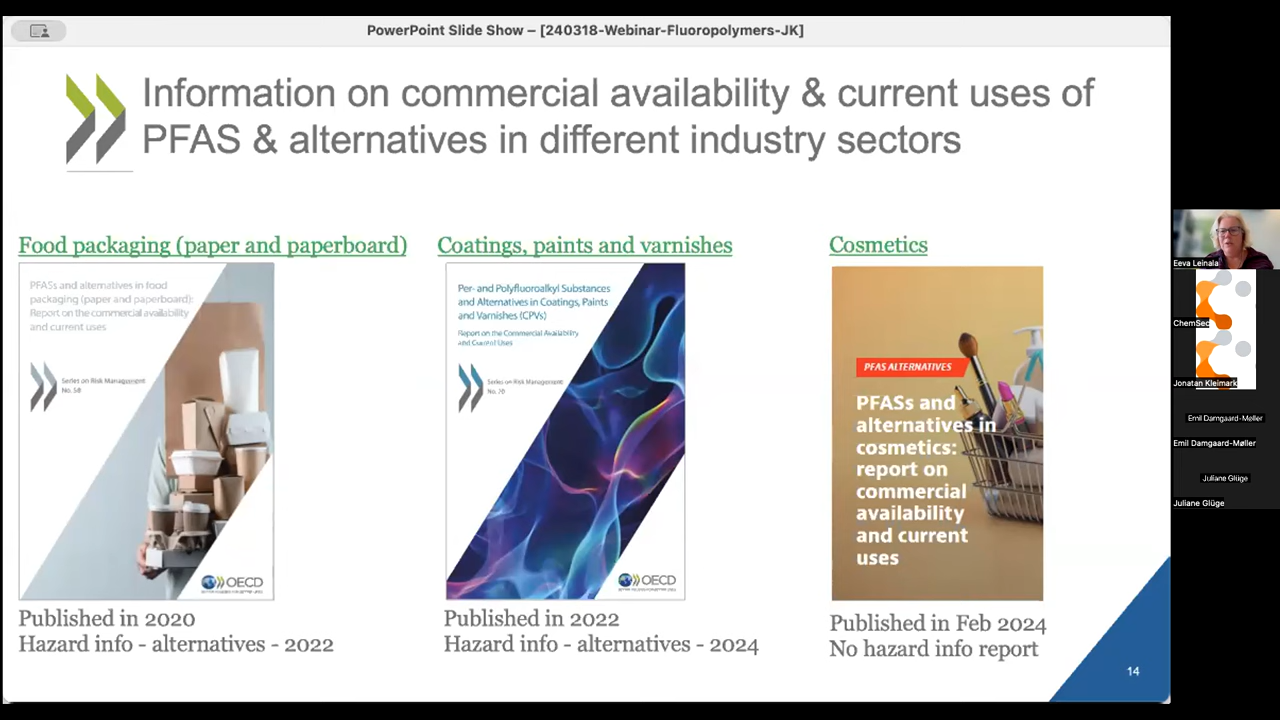 PowerPoint Slide Show – [240318-Webinar-Fluoropolymers-JK]
Information on commercial availability & current uses of
PFAS & alternatives in different industry sectors
Food packaging (paper and paperboard)
PFASs and alternatives in food
packaging (paper and paperboard):
Report on the commercial availability
and current uses
Series on Risk Management
No. 58
OECD
Published in 2020
Hazard info - alternatives - 2022
Coatings, paints and varnishes
Per- and Polyfluoroalkyl Substances
and Alternatives in Coatings, Paints
and Varnishes (CPVs)
Report on the Commercial Availability
and Current Uses
Series on Risk Management
No. 70
OECD
Published in 2022
Hazard info - alternatives - 2024
Cosmetics
PFAS ALTERNATIVES
PFASs and
alternatives in
cosmetics:
report on
commercial
availability
and current
uses
Published in Feb 2024
No hazard info report
14
Eeva Leinala
ChemSec
Jonatan Kleimark
Emil Damgaard-Møller
Emil Damgaard-Møller
Juliane Glüge
Juliane Glüge